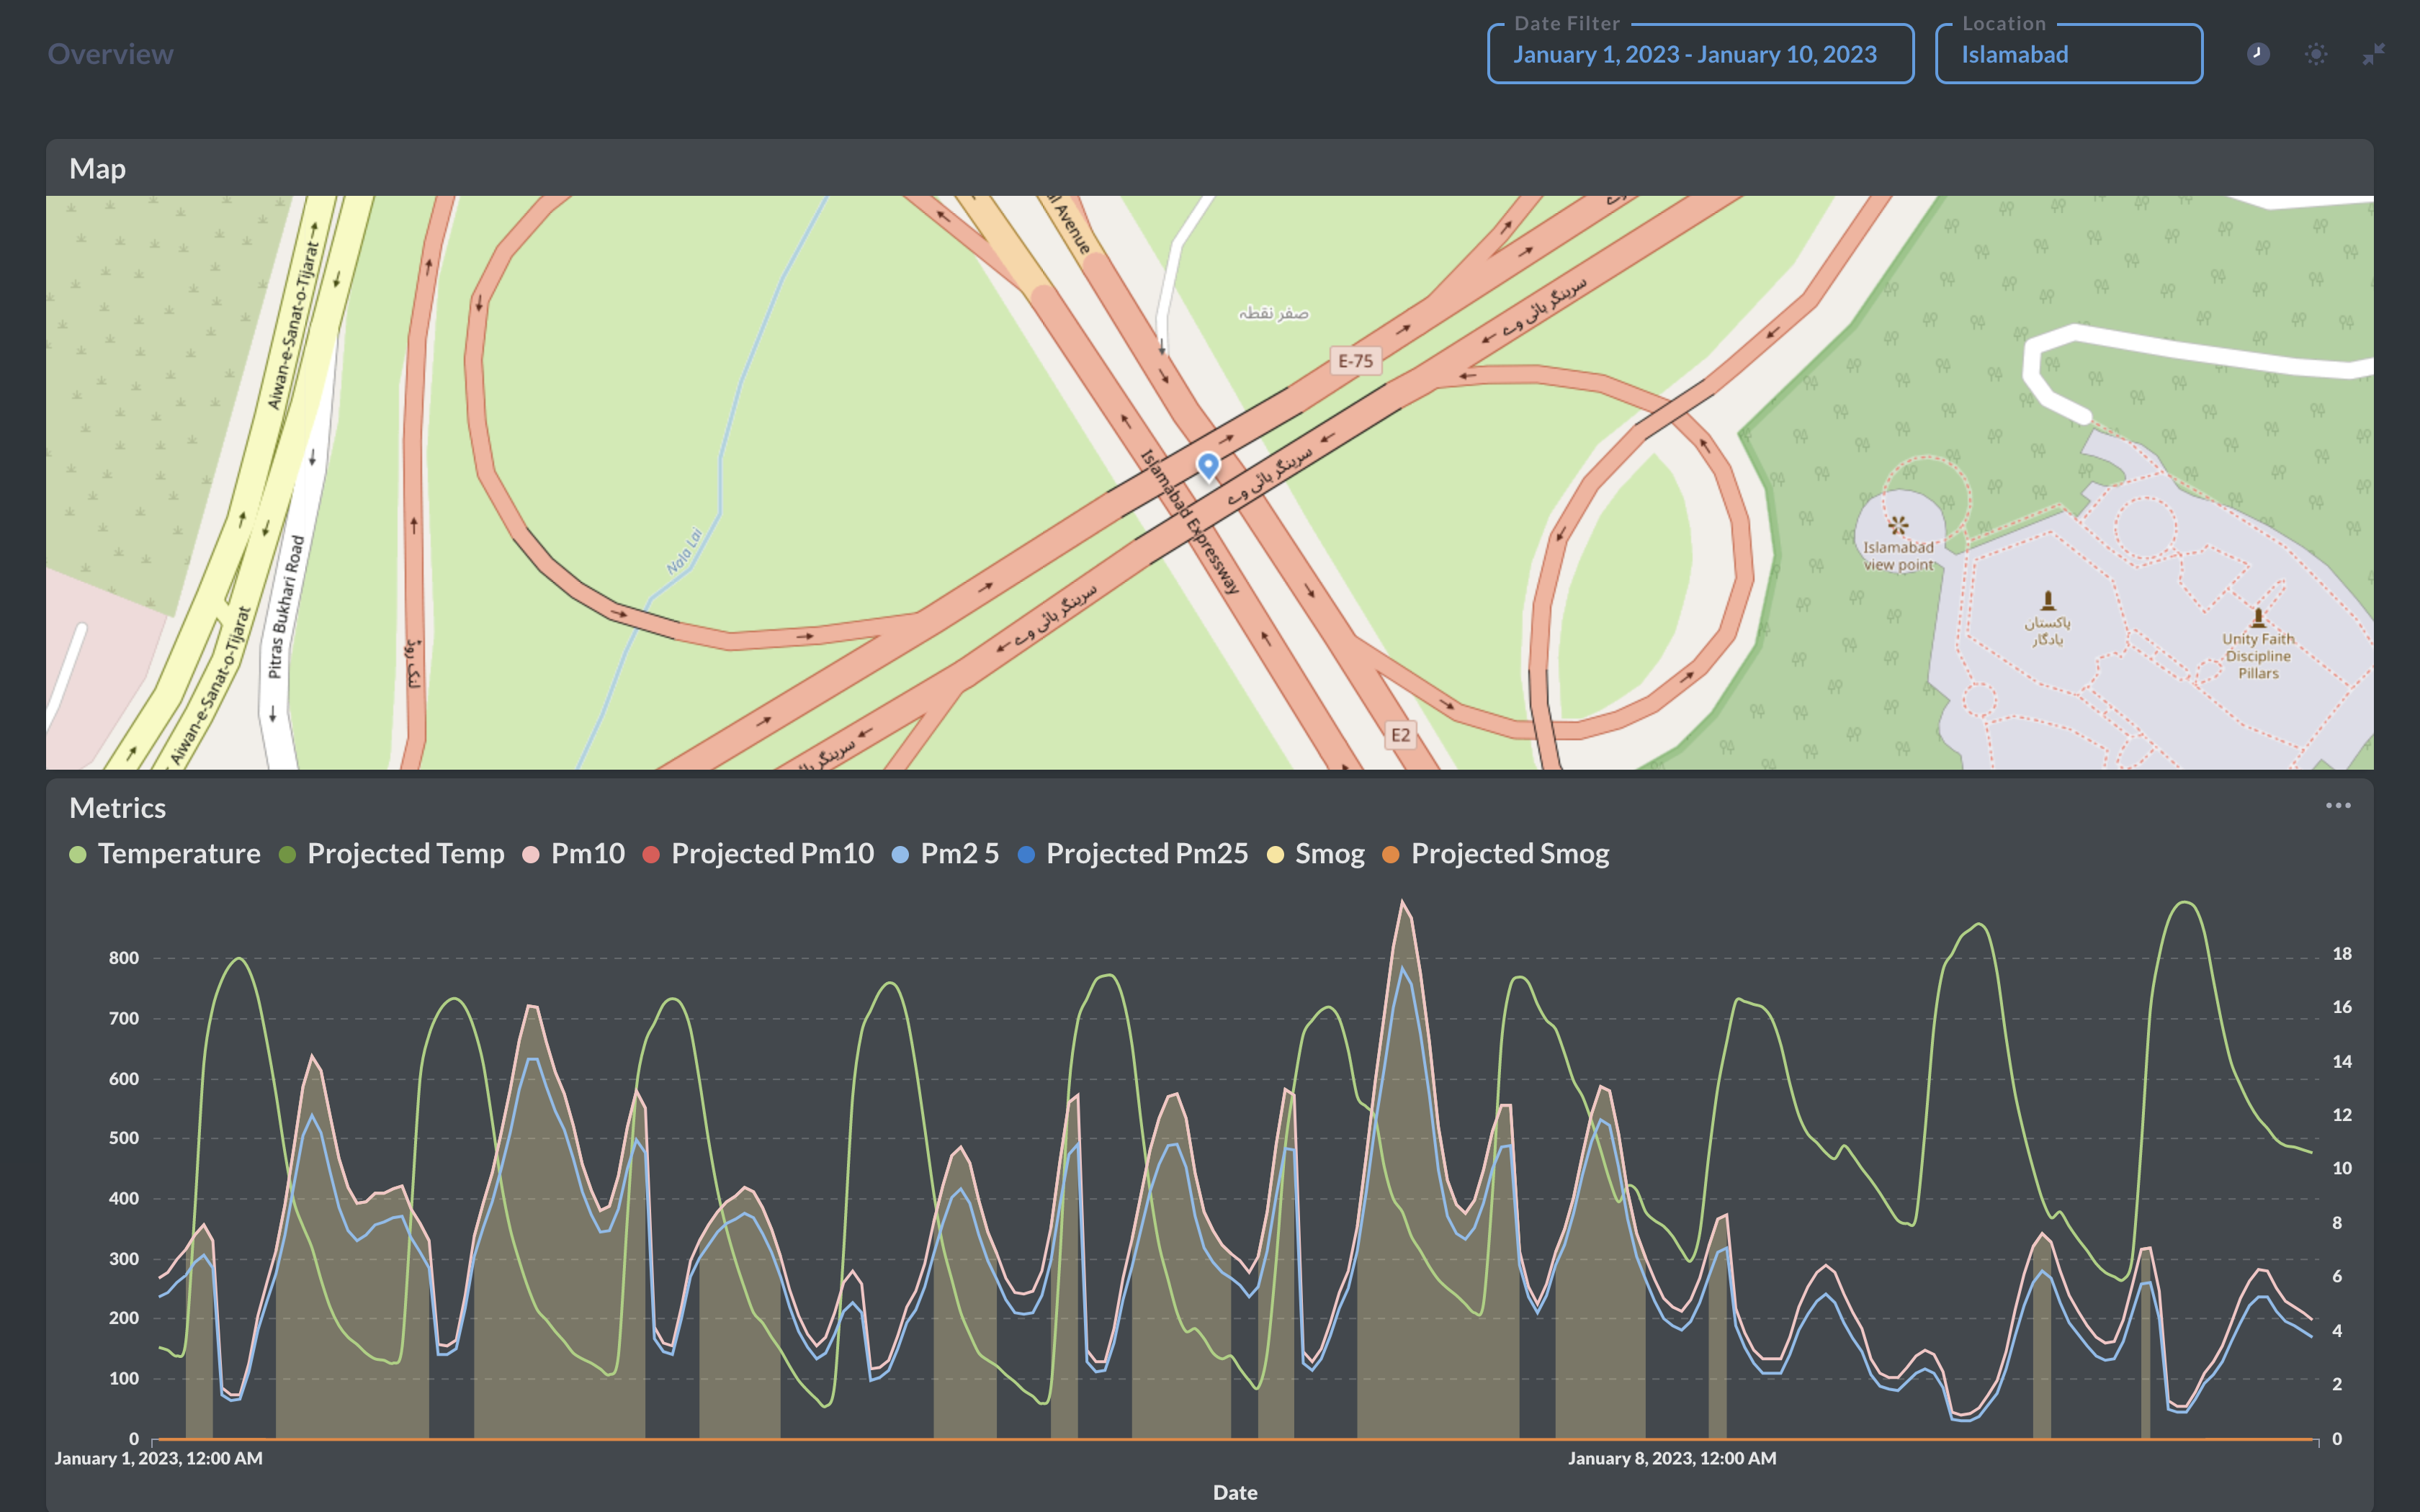 Overview
Date Filter
January 1, 2023 - January 10, 2023
Location
Islamabad
Map
Aiwan-e-Sanat-o-Tijarat
Avenue
صفر نقطہ
سرینگر ہائی وے
E-75
Islamabad Expressway
سرینگر ہائی وے
Nala Lai
Pitras Bukhari Road
Islamabad
view point
سرینگر ہائی وے
پاکستان
یادگار
Unity Faith
Discipline
Pillars
لنک روڈ
Aiwan-e-Sanat-o-Tijarat
E2
سرینگر
Metrics
Temperature Projected Temp Pm10 Projected Pm10 Pm2 5 Projected Pm25 Smog Projected Smog
800 18
700 16
600 14
500 12
400 10
300 8
200 6
100 4
0 2
0
January 1, 2023, 12:00 AM January 8, 2023, 12:00 AM
Date